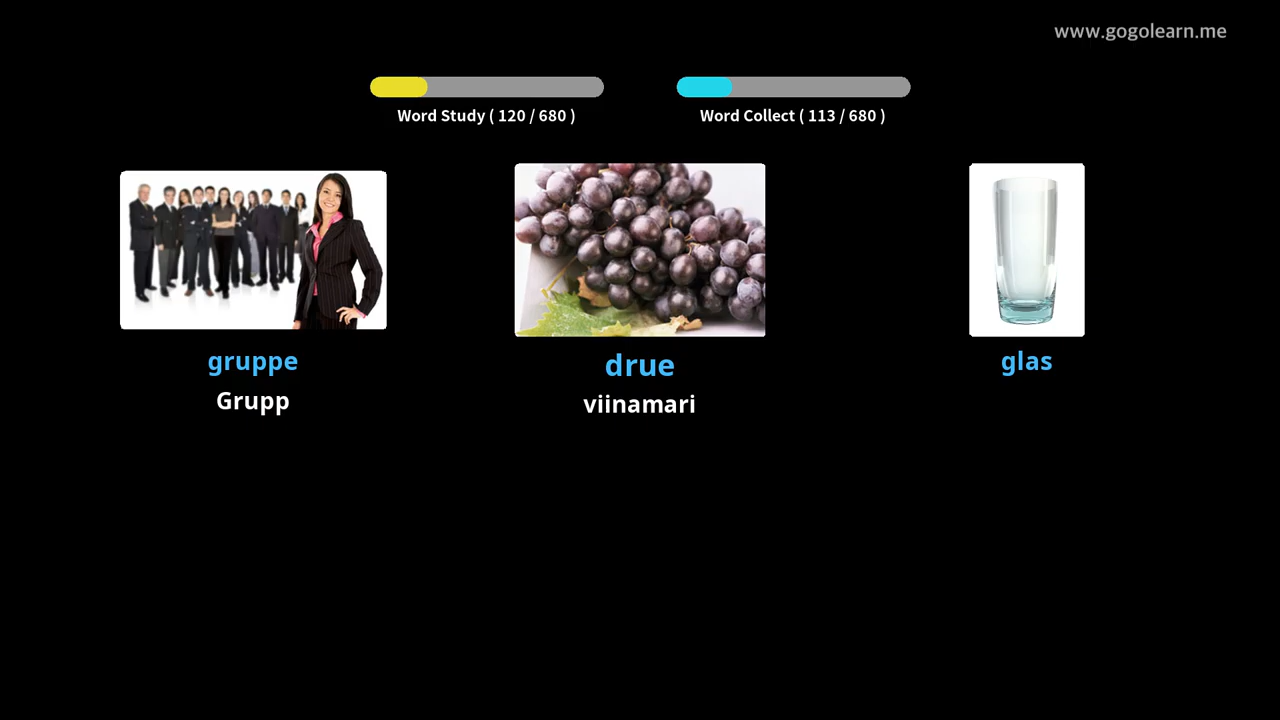 www.gogolearn.me
Word Study ( 120 / 680 )
Word Collect ( 113 / 680 )
gruppe
Grupp
drue
viinamari
glas